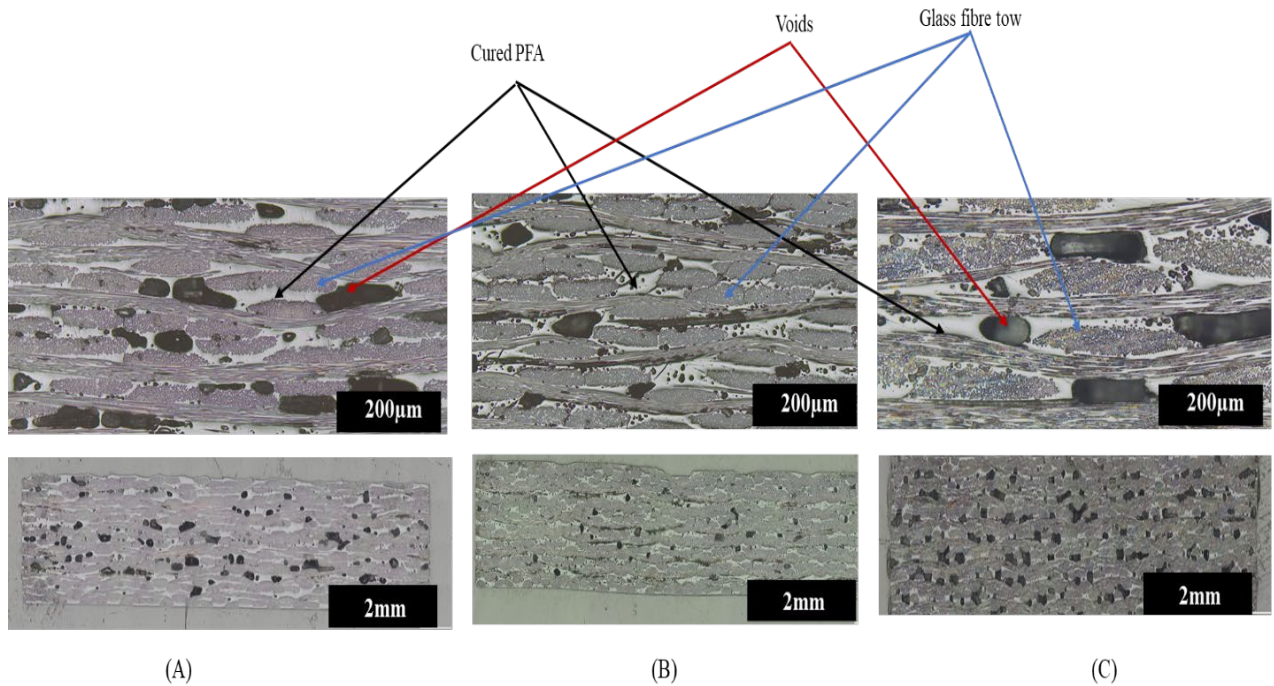 Glass fibre tow
Voids
Cured PFA
200µm
200µm
200µm
2mm
2mm
2mm
(A)
(B)
(C)